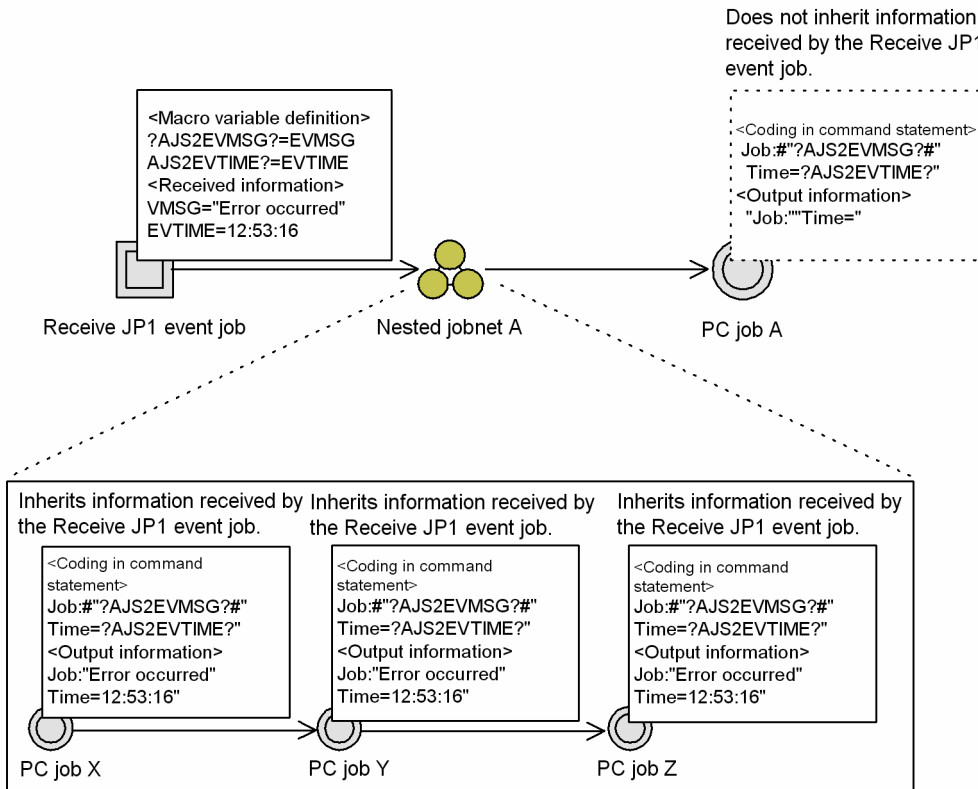 Does not inherit information
received by the Receive JP1
event job.
<Macro variable definition>
?AJS2EVMSG?=EVMSG
AJS2EVTIME?=EVTIME
<Received information>
VMSG="Error occurred"
EVTIME=12:53:16
<Coding in command statement>
Job:#"?AJS2EVMSG?#"
Time=?AJS2EVTIME?"
<Output information>
"Job:""Time="
Receive JP1 event job
Nested jobnet A
PC job A
Inherits information received by
the Receive JP1 event job.
<Coding in command
statement>
Job:#"?AJS2EVMSG?#"
Time=?AJS2EVTIME?"
<Output information>
Job:"Error occurred"
Time=12:53:16"
PC job X
Inherits information received by
the Receive JP1 event job.
<Coding in command
statement>
Job:#"?AJS2EVMSG?#"
Time=?AJS2EVTIME?"
<Output information>
Job:"Error occurred"
Time=12:53:16"
PC job Y
Inherits information received by
the Receive JP1 event job.
<Coding in command
statement>
Job:#"?AJS2EVMSG?#"
Time=?AJS2EVTIME?"
<Output information>
Job:"Error occurred"
Time=12:53:16"
PC job Z